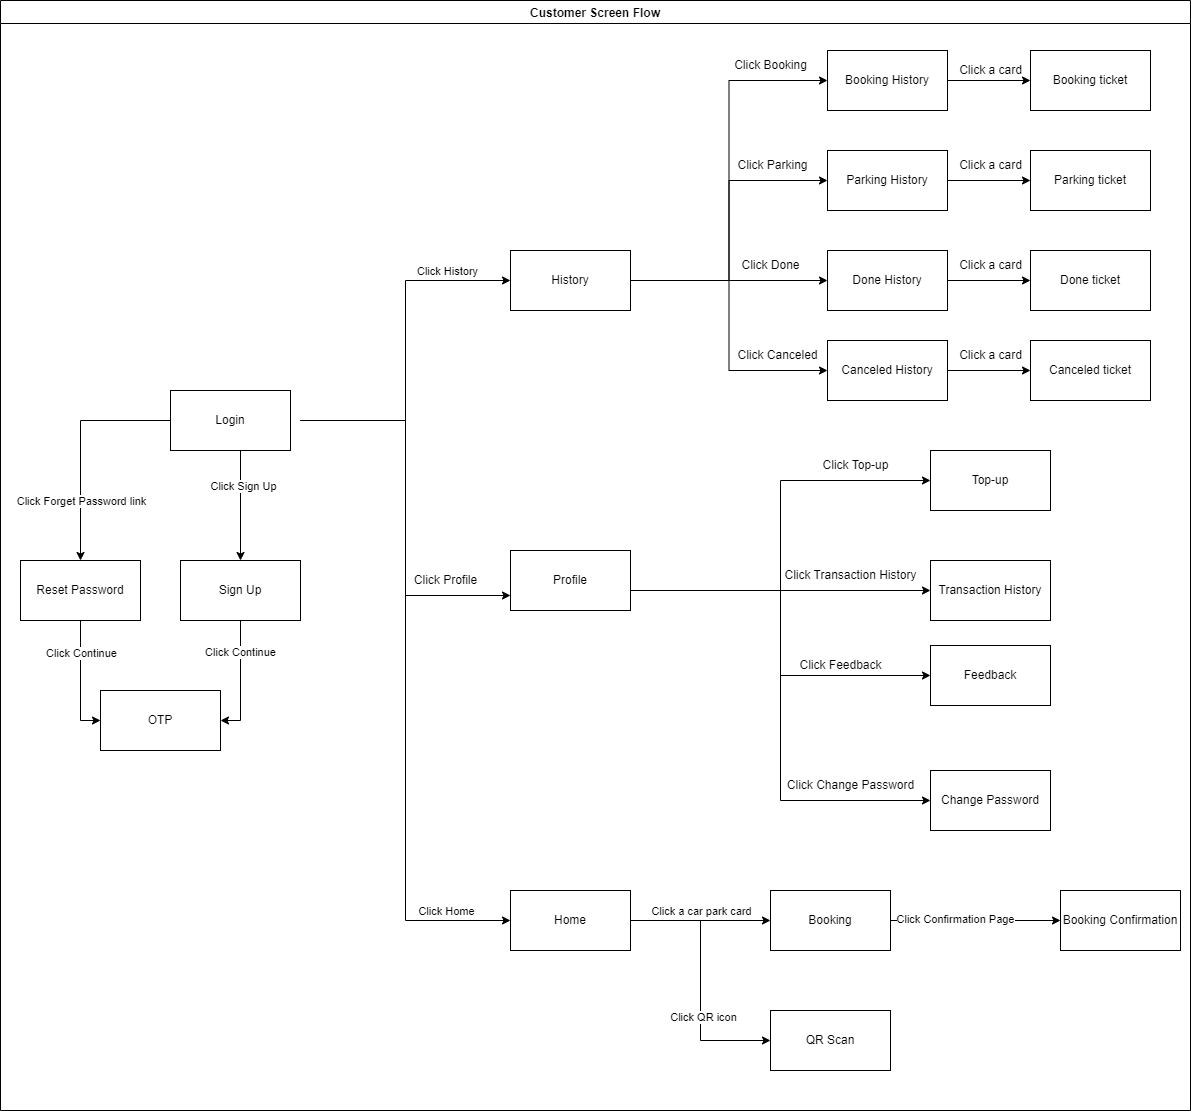 Customer Screen Flow
Click Booking
Booking History
Click a card
Booking ticket
Click Parking
Parking History
Click a card
Parking ticket
Click History
History
Click Done
Done History
Click a card
Done ticket
Click Canceled
Canceled History
Click a card
Canceled ticket
Login
Click Forget Password link
Click Sign Up
Reset Password
Sign Up
Click Continue
Click Continue
OTP
Click Profile
Profile
Click Top-up
Top-up
Click Transaction History
Transaction History
Click Feedback
Feedback
Click Change Password
Change Password
Click Home
Home
Click a car park card
Booking
Click Confirmation Page
Booking Confirmation
Click QR icon
QR Scan